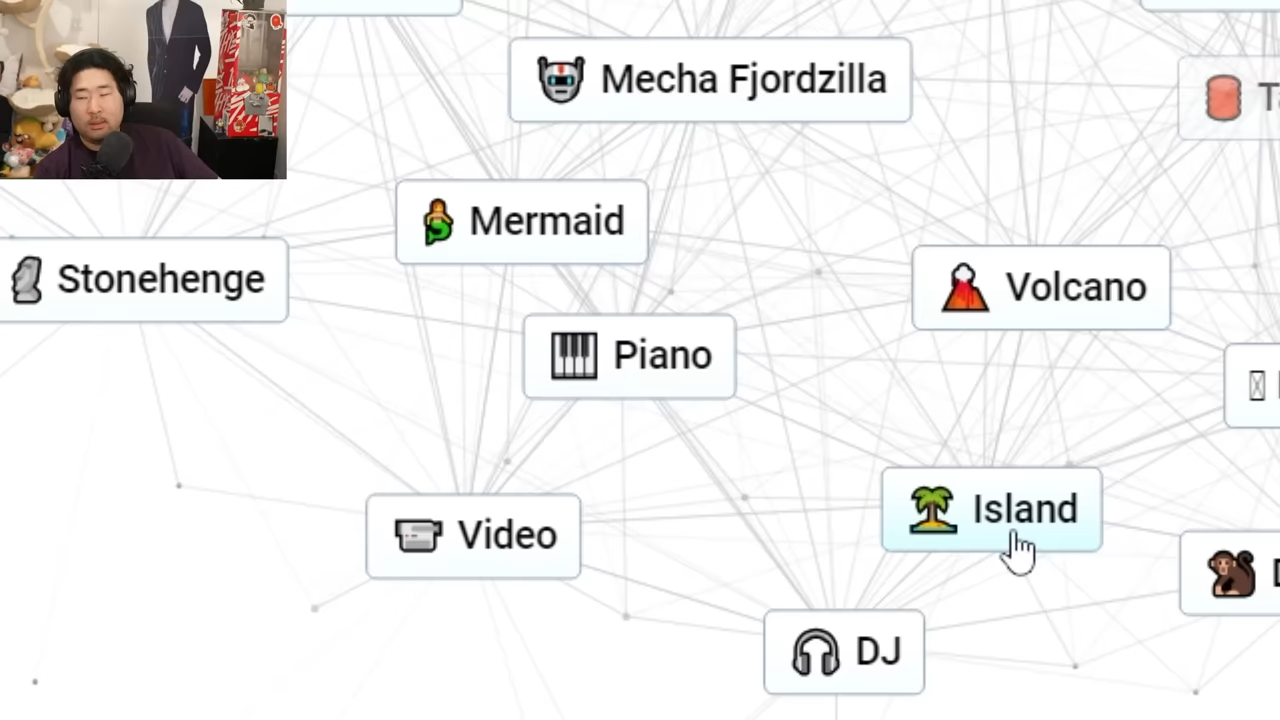 Mecha Fjordzilla
Mermaid
Stonehenge
Volcano
Piano
Island
Video
DJ